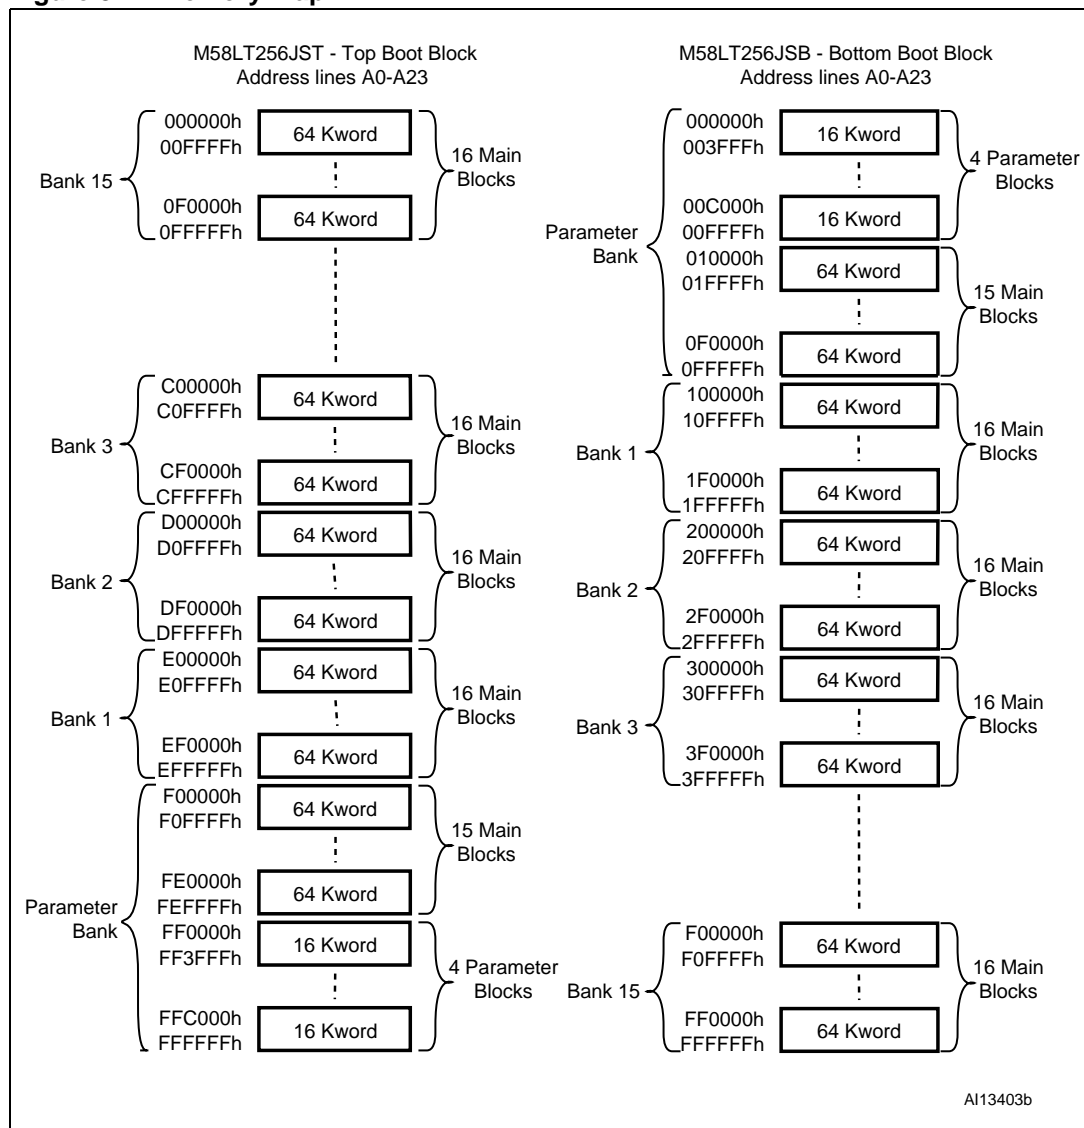 M58LT256JST - Top Boot Block
Address lines A0-A23
Bank 15
000000h
00FFFFh
64 Kword
0F0000h
0FFFFFh
64 Kword
16 Main
Blocks
Bank 3
C00000h
C0FFFFh
64 Kword
CF0000h
CFFFFFh
64 Kword
16 Main
Blocks
Bank 2
D00000h
D0FFFFh
64 Kword
DF0000h
DFFFFFh
64 Kword
16 Main
Blocks
Bank 1
E00000h
E0FFFFh
64 Kword
EF0000h
EFFFFFh
64 Kword
16 Main
Blocks
Parameter
Bank
F00000h
F0FFFFh
64 Kword
FE0000h
FEFFFFh
64 Kword
15 Main
Blocks
FF0000h
FF3FFFh
16 Kword
FFC000h
FFFFFFh
16 Kword
4 Parameter
Blocks
M58LT256JSB - Bottom Boot Block
Address lines A0-A23
Parameter
Bank
000000h
003FFFh
16 Kword
00C000h
00FFFFh
16 Kword
4 Parameter
Blocks
010000h
01FFFFh
64 Kword
0F0000h
0FFFFFh
64 Kword
15 Main
Blocks
Bank 1
100000h
10FFFFh
64 Kword
1F0000h
1FFFFFh
64 Kword
16 Main
Blocks
Bank 2
200000h
20FFFFh
64 Kword
2F0000h
2FFFFFh
64 Kword
16 Main
Blocks
Bank 3
300000h
30FFFFh
64 Kword
3F0000h
3FFFFFh
64 Kword
16 Main
Blocks
Bank 15
F00000h
F0FFFFh
64 Kword
FF0000h
FFFFFFh
64 Kword
16 Main
Blocks
AI13403b